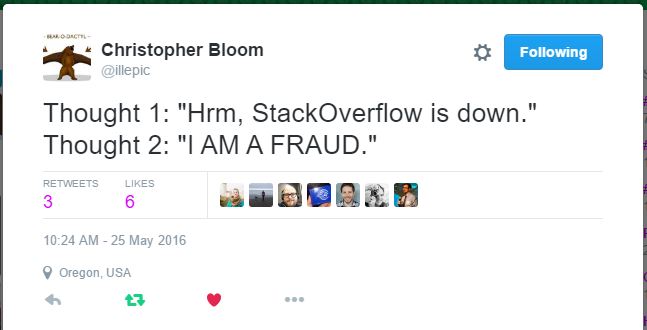 - BEAR-O-DACTYL -
Christopher Bloom
@illepic
Following
Thought 1: "Hrm, StackOverflow is down."
Thought 2: "I AM A FRAUD."
RETWEETS LIKES
3 6
10:24 AM - 25 May 2016
Oregon, USA